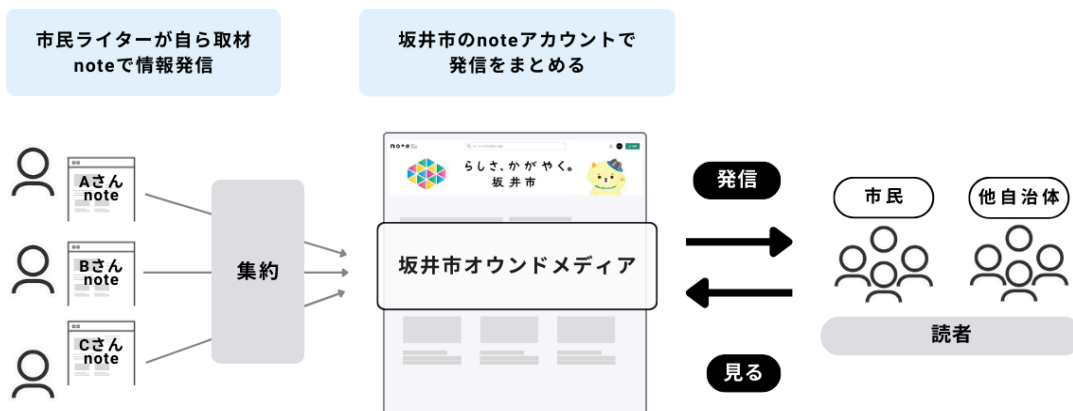 市民ライターが自ら取材
noteで情報発信
坂井市のnoteアカウントで
発信をまとめる
Aさん
note
Bさん
note
Cさん
note
集約
note
らしさ、かがやく。
坂井市
坂井市オウンドメディア
発信
見る
市民
他自治体
読者